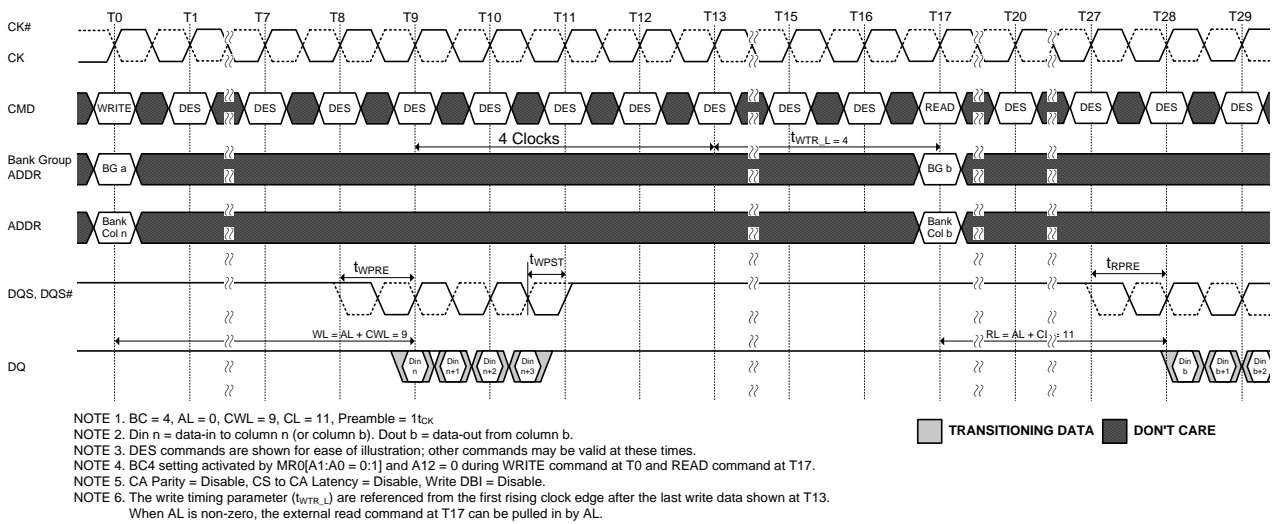 T0 T1 T7 T8 T9 T10 T11 T12 T13 T15 T16 T17 T20 T27 T28 T29
CK#
CK
CMD WRITE DES DES DES DES DES DES DES DES DES DES READ DES DES DES DES
4 Clocks tWTR_L = 4
Bank Group
ADDR
BG a BG b
ADDR
Bank
Col n
Bank
Col b
tWPRE tWPST tRPRE
DQS, DQS#
WL = AL + CWL = 9 RL = AL + CL = 11
DQ
Din
n
Din
n+1
Din
n+2
Din
n+3
Din
b
Din
b+1
Din
b+2
NOTE 1. BC = 4, AL = 0, CWL = 9, CL = 11, Preamble = 1tCK
NOTE 2. Din n = data-in to column n (or column b). Dout b = data-out from column b.
NOTE 3. DES commands are shown for ease of illustration; other commands may be valid at these times.
NOTE 4. BC4 setting activated by MR0[A1:A0 = 0:1] and A12 = 0 during WRITE command at T0 and READ command at T17.
NOTE 5. CA Parity = Disable, CS to CA Latency = Disable, Write DBI = Disable.
NOTE 6. The write timing parameter (tWTR_L) are referenced from the first rising clock edge after the last write data shown at T13.
When AL is non-zero, the external read command at T17 can be pulled in by AL.
TRANSITIONING DATA DON'T CARE